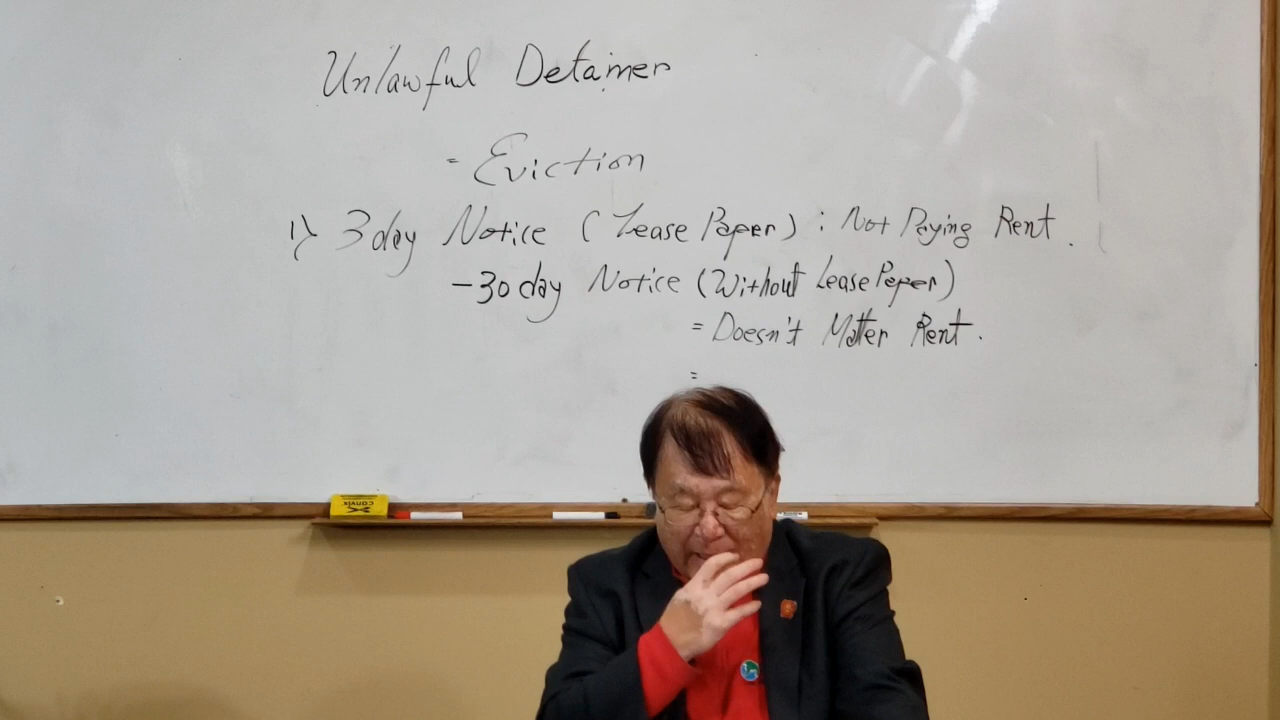 Unlawful Detainer
= Eviction
1) 3 day Notice (Lease Paper) : Not Paying Rent.
- 30 day Notice (Without Lease Paper)
= Doesn't Matter Rent.
=
convix